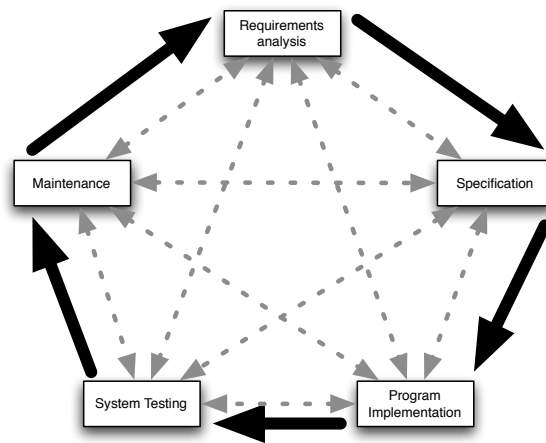 Requirements
analysis
Maintenance
Specification
System Testing
Program
Implementation